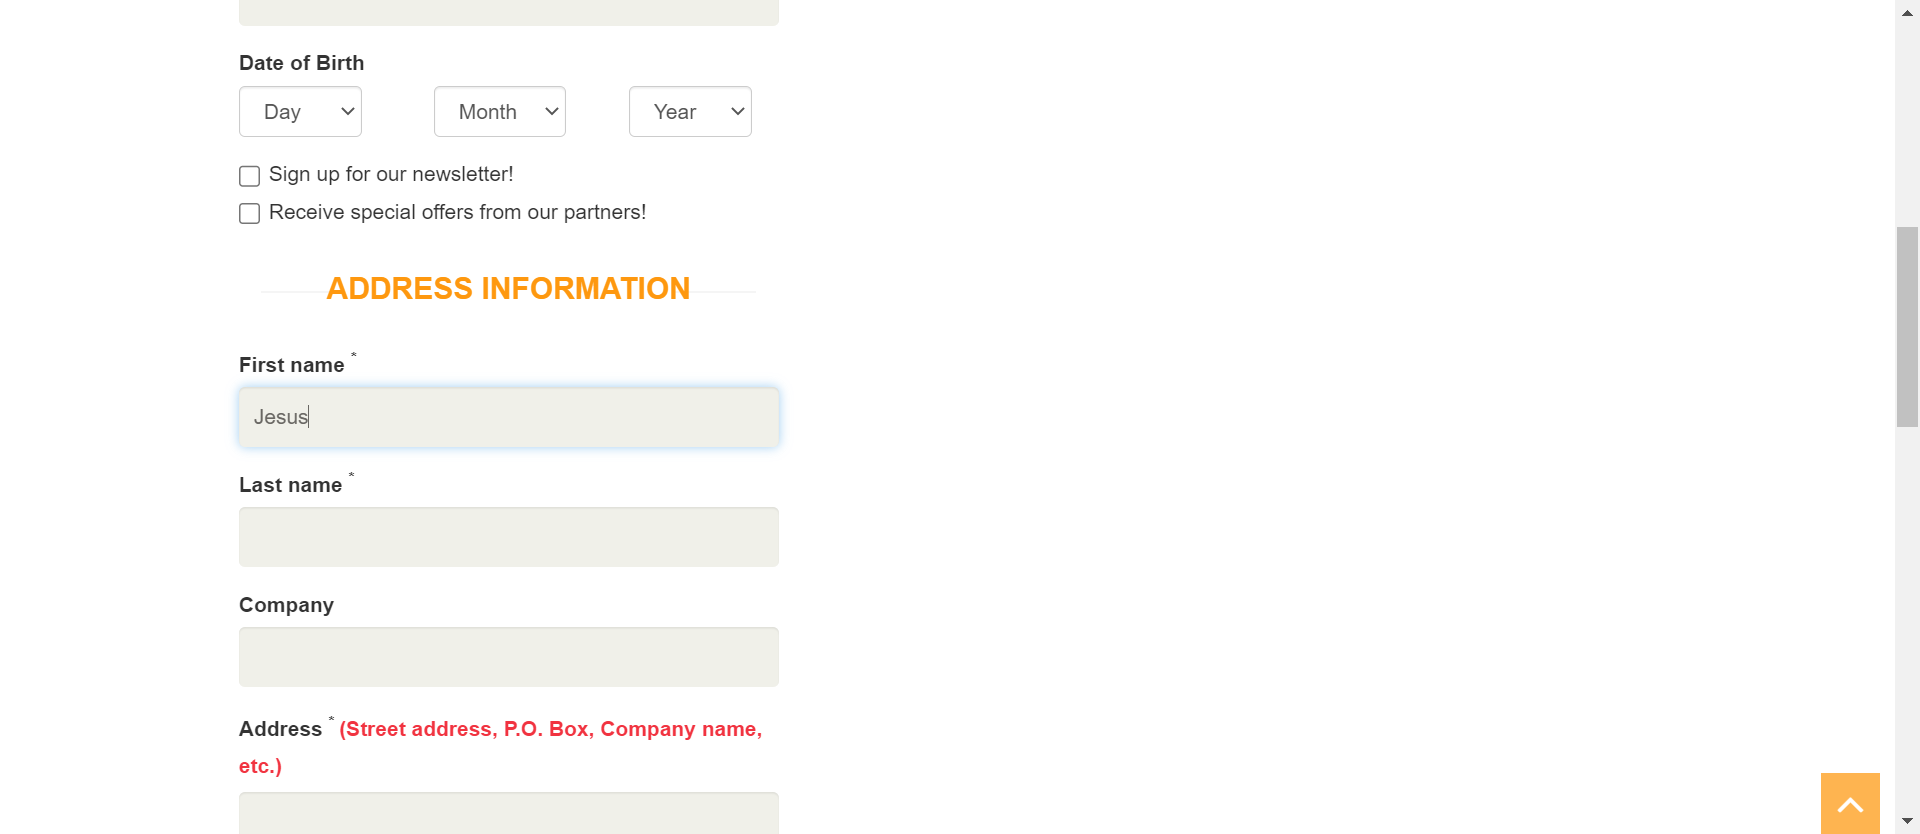 Date of Birth
Day Month Year
Sign up for our newsletter!
Receive special offers from our partners!
ADDRESS INFORMATION
First name *
Jesus
Last name *
Company
Address * (Street address, P.O. Box, Company name,
etc.)